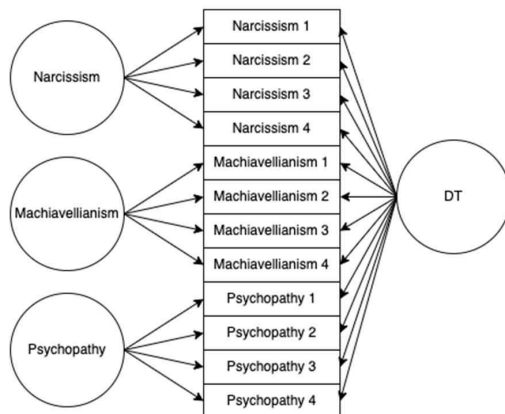 Narcissism
Machiavellianism
Psychopathy
Narcissism 1
Narcissism 2
Narcissism 3
Narcissism 4
Machiavellianism 1
Machiavellianism 2
Machiavellianism 3
Machiavellianism 4
Psychopathy 1
Psychopathy 2
Psychopathy 3
Psychopathy 4
DT